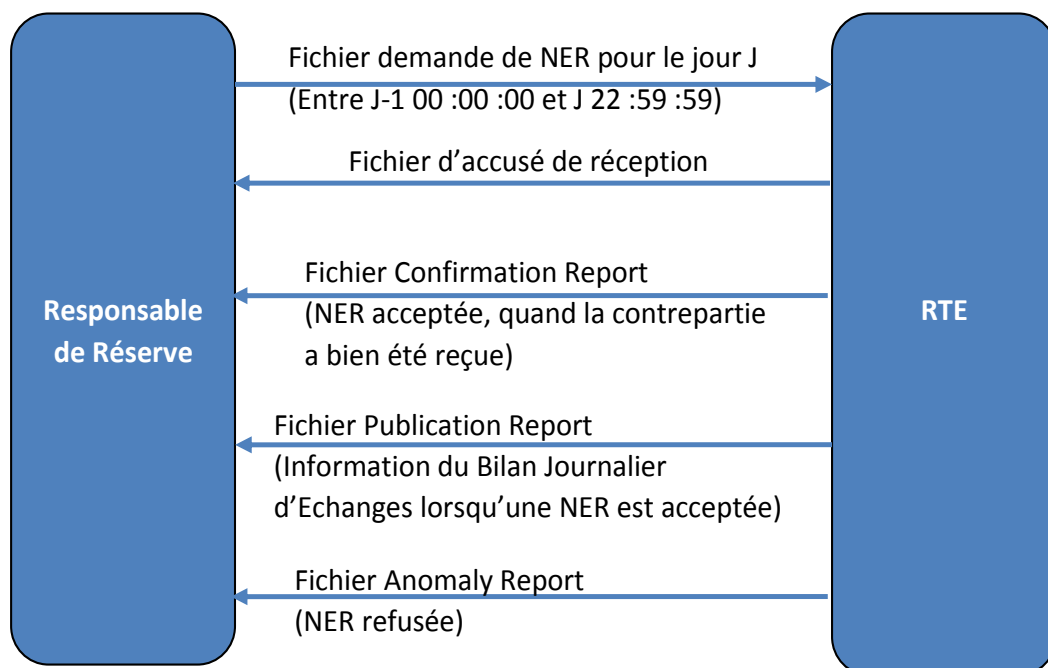 Fichier demande de NER pour le jour J
(Entre J-1 00 :00 :00 et J 22 :59 :59)
Fichier d’accusé de réception
Fichier Confirmation Report
(NER acceptée, quand la contrepartie
a bien été reçue)
Responsable
de Réserve
RTE
Fichier Publication Report
(Information du Bilan Journalier
d’Echanges lorsqu’une NER est acceptée)
Fichier Anomaly Report
(NER refusée)